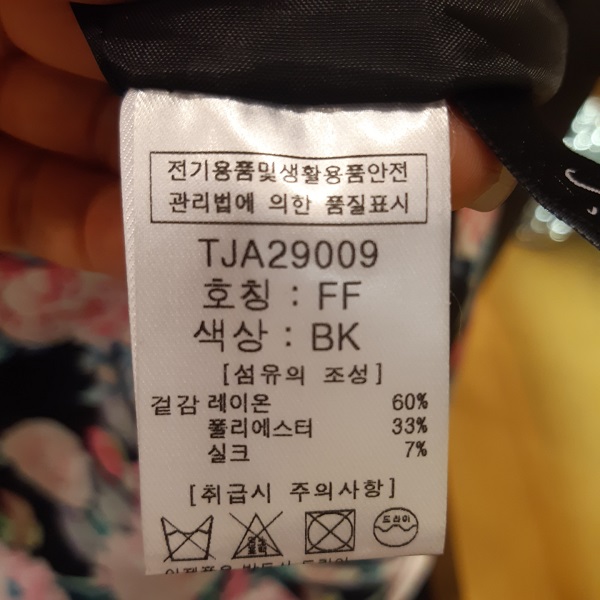 전기용품및생활용품안전
관리법에 의한 품질표시
TJA29009
호칭 : FF
색상 : BK
[섬유의 조성]
겉감 레이온 60%
폴리에스터 33%
실크 7%
[취급시 주의사항]
드라이